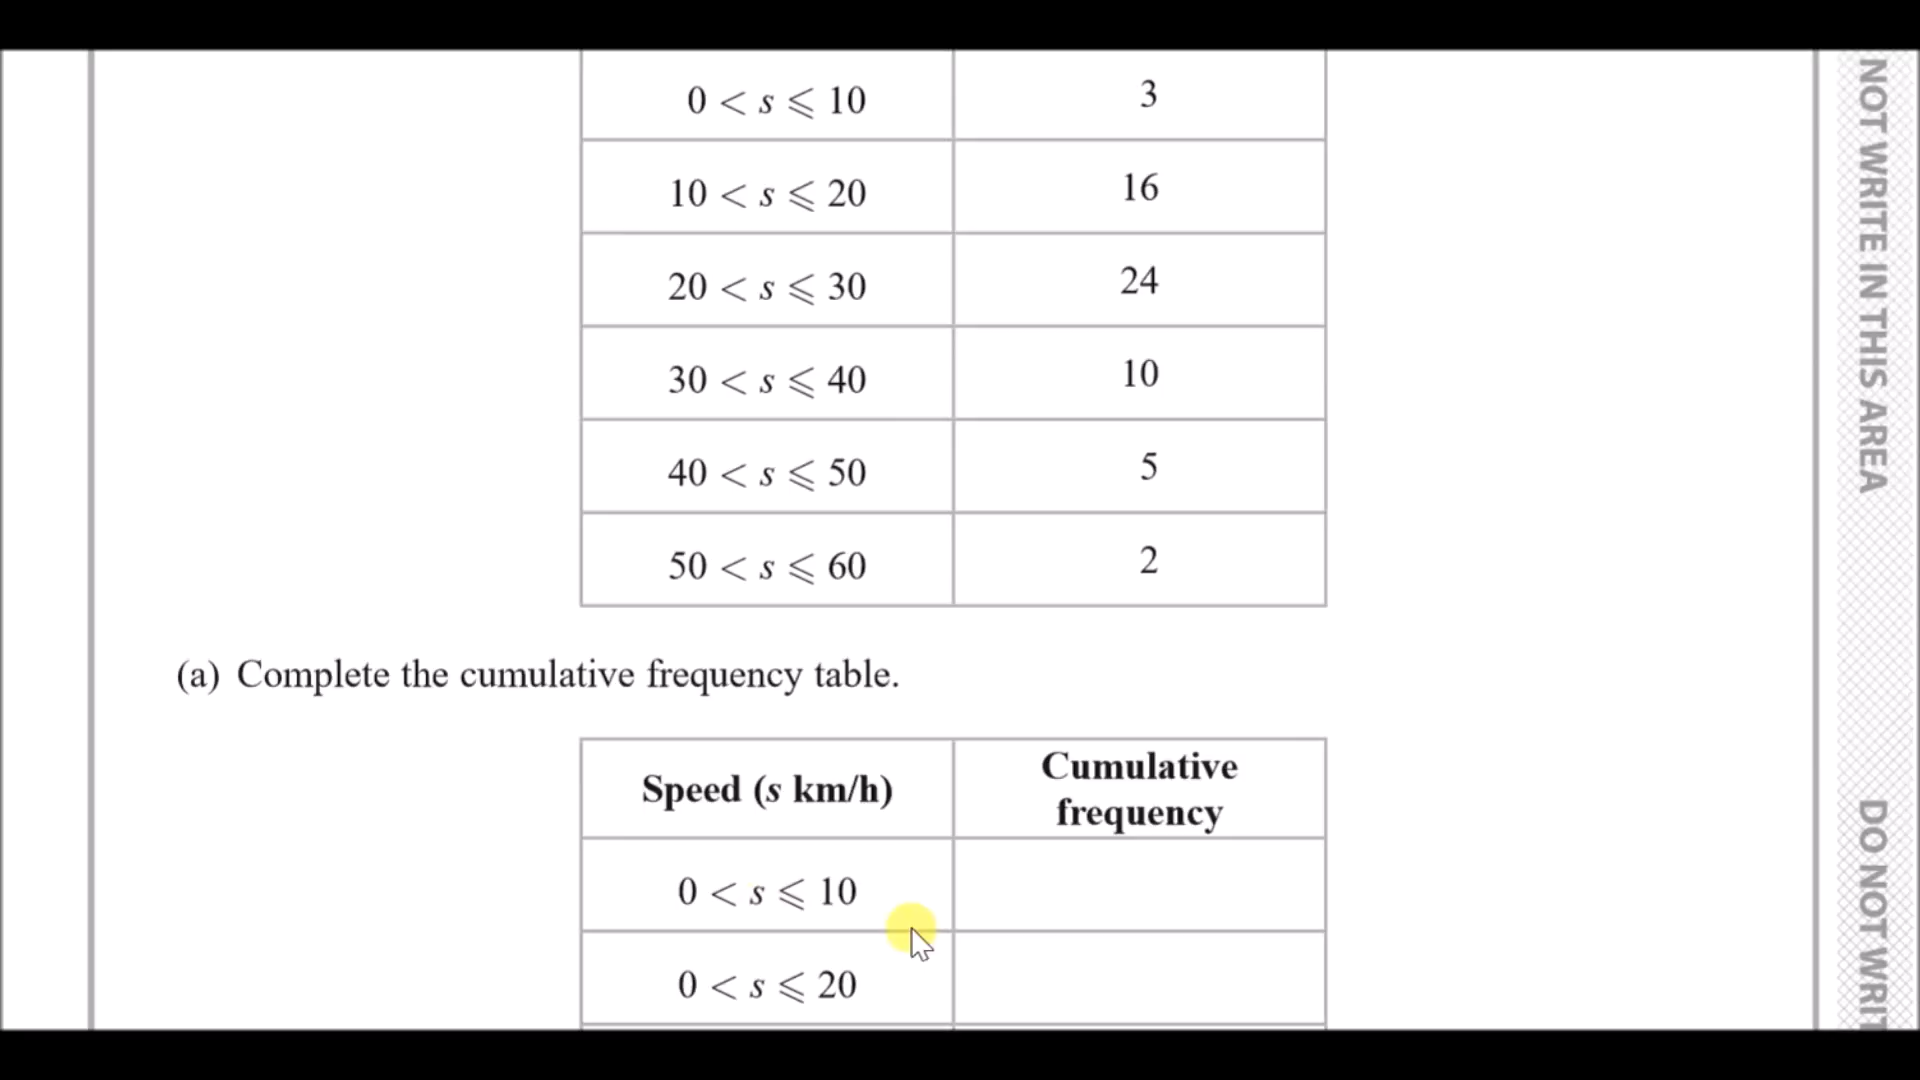 0 < s ⩽ 10 3
10 < s ⩽ 20 16
20 < s ⩽ 30 24
30 < s ⩽ 40 10
40 < s ⩽ 50 5
50 < s ⩽ 60 2
(a) Complete the cumulative frequency table.
Speed (s km/h) Cumulative
frequency
0 < s ⩽ 10
0 < s ⩽ 20
NOT WRITE IN THIS AREA
DO NOT WRIT